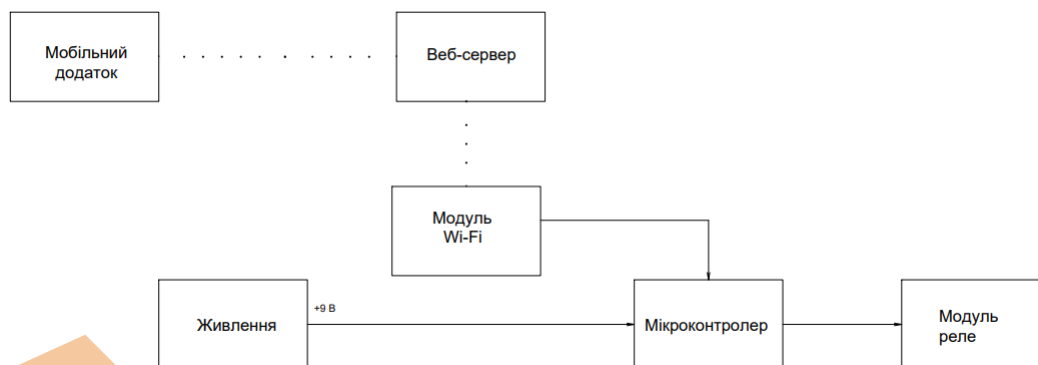 Мобільний
додаток
Веб-сервер
Модуль
Wi-Fi
Живлення
+9 В
Мікроконтролер
Модуль
реле